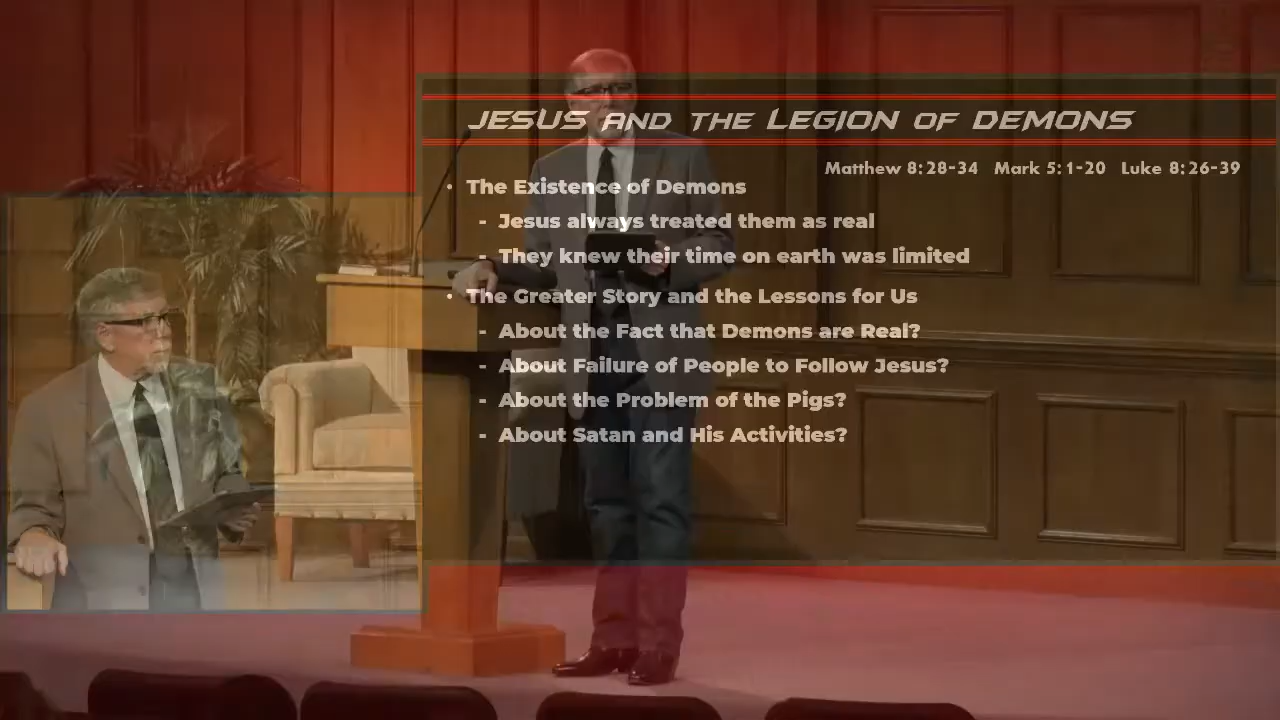 JESUS AND THE LEGION OF DEMONS
Matthew 8:28-34 Mark 5:1-20 Luke 8:26-39
• The Existence of Demons
- Jesus always treated them as real
- They knew their time on earth was limited
• The Greater Story and the Lessons for Us
- About the Fact that Demons are Real?
- About Failure of People to Follow Jesus?
- About the Problem of the Pigs?
- About Satan and His Activities?